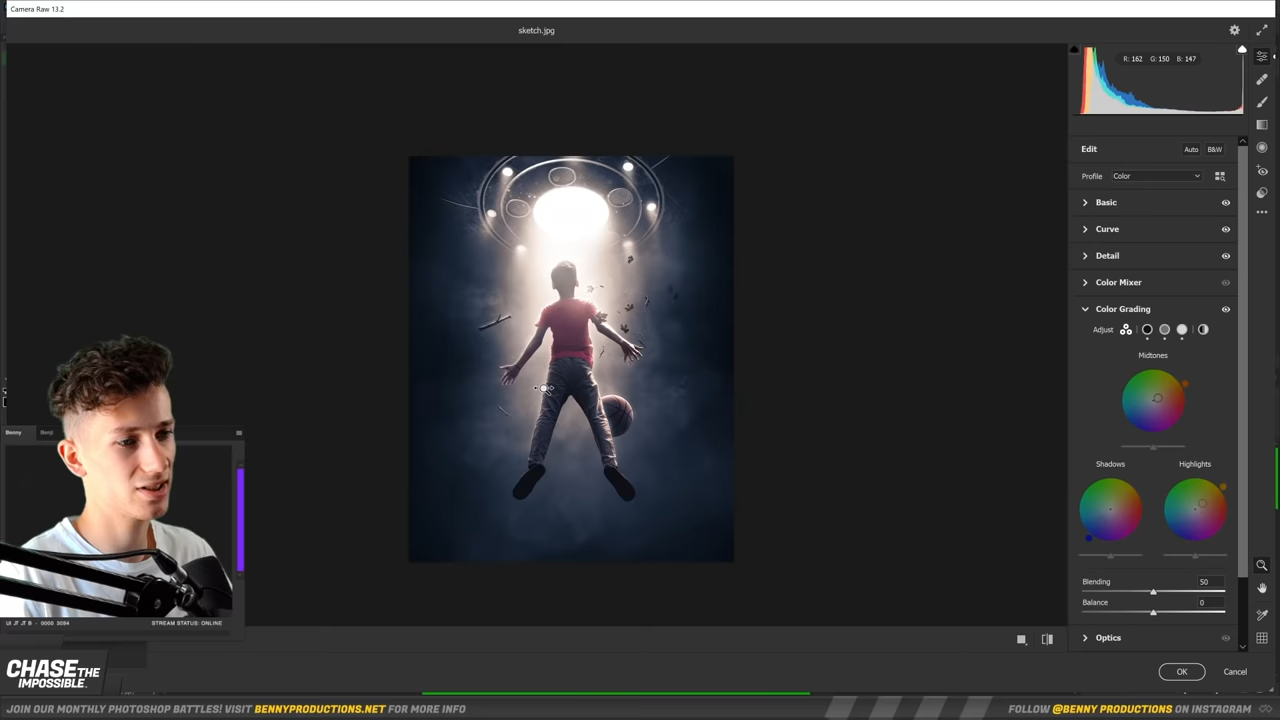 Camera Raw 13.2
sketch.jpg
R: 162 G: 150 B: 147
Edit
Auto
B&W
Profile
Color
Basic
Curve
Detail
Color Mixer
Color Grading
Adjust
Midtones
Shadows
Highlights
Blending
50
Balance
0
Optics
OK
Cancel
Benny
Benji
STREAM STATUS: ONLINE
CHASE THE
IMPOSSIBLE.
JOIN OUR MONTHLY PHOTOSHOP BATTLES! VISIT BENNYPRODUCTIONS.NET FOR MORE INFO
FOLLOW @BENNY PRODUCTIONS ON INSTAGRAM